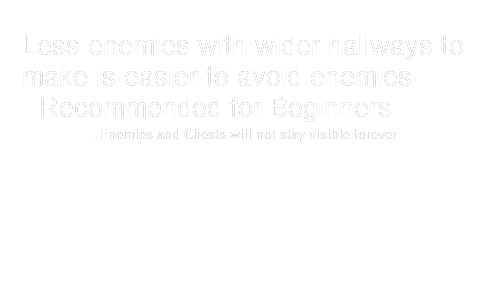 Less enemies with wider hallways to
make is easier to avoid enemies
- Recommended for Beginners
- Enemies and Chests will not stay visible forever